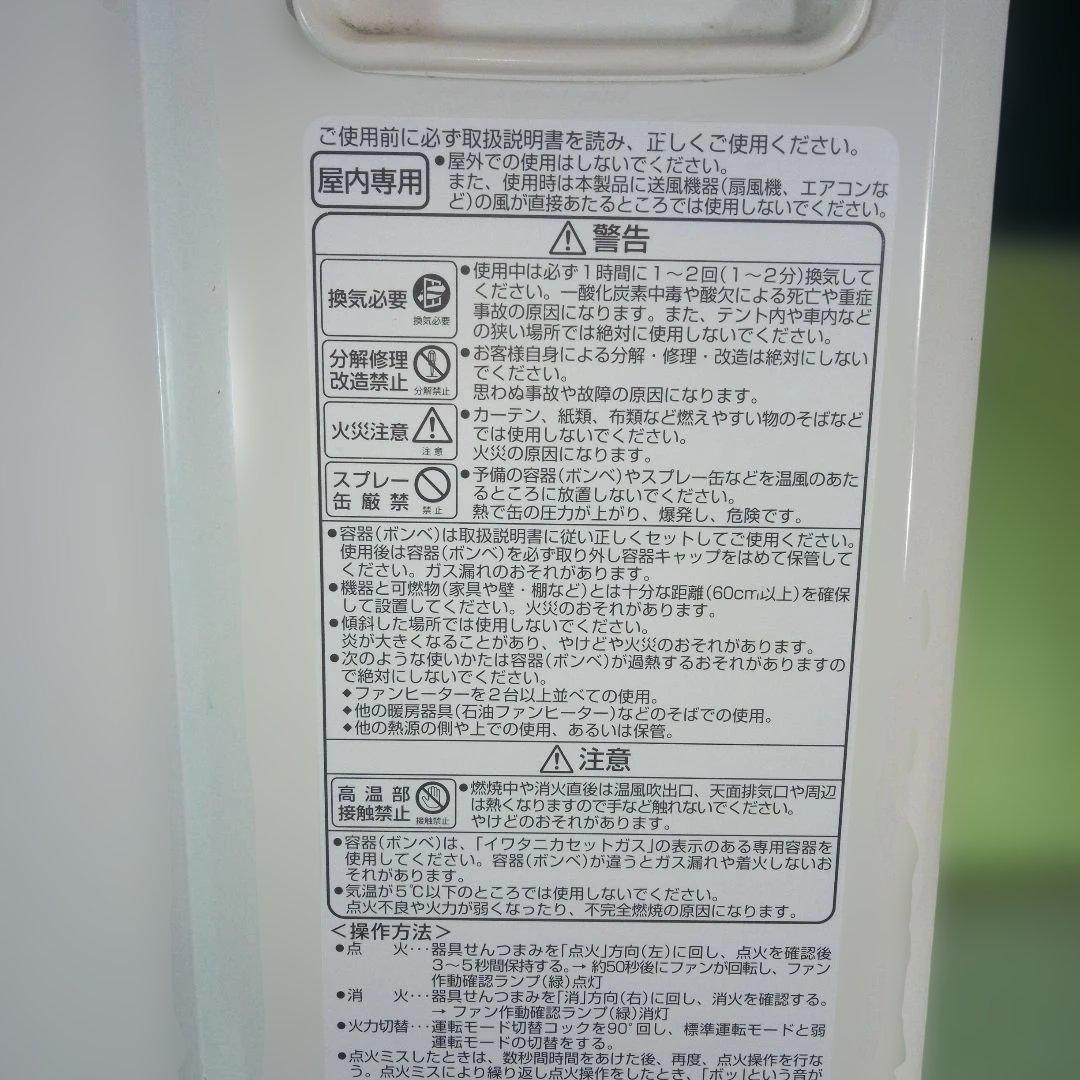 ご使用前に必ず取扱説明書を読み、正しくご使用ください。
屋内専用
●屋外での使用はしないでください。
また、使用時は本製品に送風機器(扇風機、エアコンな
ど)の風が直接あたるところでは使用しないでください。
⚠警告
換気必要
換気必要
●使用中は必ず1時間に1〜2回(1〜2分)換気して
ください。一酸化炭素中毒や酸欠による死亡や重症
事故の原因になります。また、テント内や車内など
の狭い場所では絶対に使用しないでください。
分解修理
改造禁止
分解禁止
●お客様自身による分解・修理・改造は絶対にしない
でください。
思わぬ事故や故障の原因になります。
火災注意
注意
●カーテン、紙類、布類など燃えやすい物のそばなど
では使用しないでください。
火災の原因になります。
スプレー
缶厳禁
禁止
●予備の容器(ボンベ)やスプレー缶などを温風のあた
るところに放置しないでください。
熱で缶の圧力が上がり、爆発し、危険です。
●容器(ボンベ)は取扱説明書に従い正しくセットしてご使用ください。
使用後は容器(ボンベ)を必ず取り外し容器キャップをはめて保管して
ください。ガス漏れのおそれがあります。
●機器と可燃物(家具や壁・棚など)とは十分な距離(60cm以上)を確保
して設置してください。火災のおそれがあります。
●傾斜した場所では使用しないでください。
炎が大きくなることがあり、やけどや火災のおそれがあります。
●次のような使いかたは容器(ボンベ)が過熱するおそれがありますの
で絶対にしないでください。
◆ファンヒーターを2台以上並べての使用。
◆他の暖房器具(石油ファンヒーター)などのそばでの使用。
◆他の熱源の側や上での使用、あるいは保管。
⚠注意
高温部
接触禁止
接触禁止
●燃焼中や消火直後は温風吹出口、天面排気口や周辺
は熱くなりますので手など触れないでください。
やけどのおそれがあります。
●容器(ボンベ)は、「イワタニカセットガス」の表示のある専用容器を
使用してください。容器(ボンベ)が違うとガス漏れや着火しないお
それがあります。
●気温が5℃以下のところでは使用しないでください。
点火不良や火力が弱くなったり、不完全燃焼の原因になります。
＜操作方法＞
●点　火…器具せんつまみを「点火」方向(左)に回し、点火を確認後
3〜5秒間保持する。→ 約50秒後にファンが回転し、ファン
作動確認ランプ(緑)点灯
●消　火…器具せんつまみを「消」方向(右)に回し、消火を確認する。
→ ファン作動確認ランプ(緑)消灯
●火力切替…運転モード切替コックを90°回し、標準運転モードと弱
運転モードの切替をする。
●点火ミスしたときは、数秒間時間をあけた後、再度、点火操作を行な
う。点火ミスにより繰り返し点火操作をしたとき、「ボッ」という音が